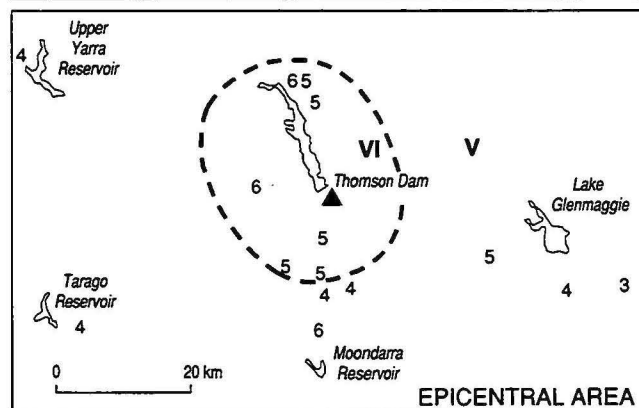 Upper
Yarra
Reservoir
4
6 5
5
VI
V
6
Thomson Dam
Lake
Glenmaggie
5
5
5
5
4
4
4
3
Tarago
Reservoir
4
6
0
20 km
Moondarra
Reservoir
EPICENTRAL AREA